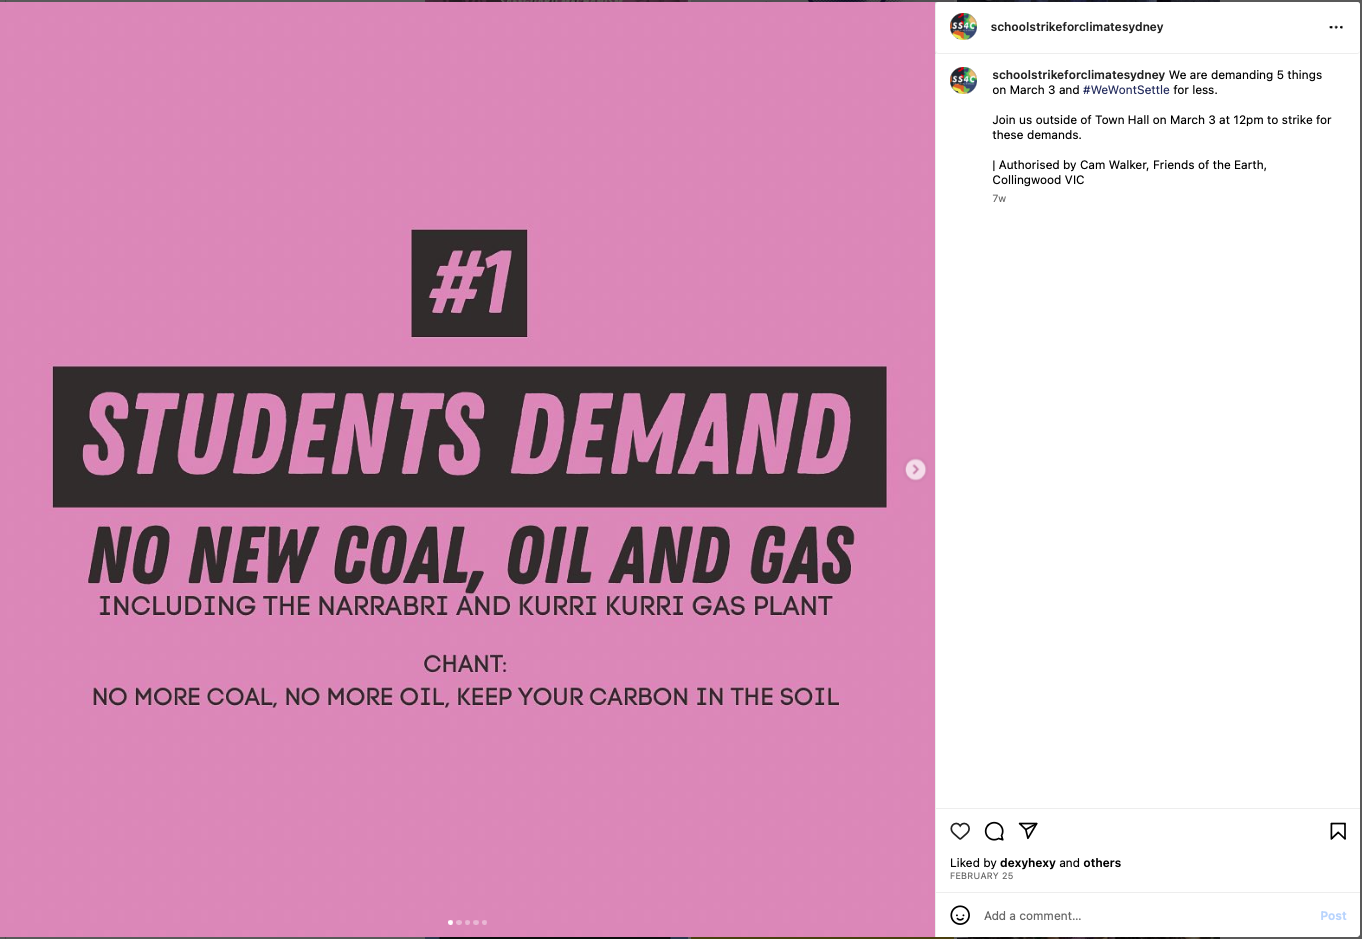 #1
STUDENTS DEMAND
NO NEW COAL, OIL AND GAS
INCLUDING THE NARRABRI AND KURRI KURRI GAS PLANT
CHANT:
NO MORE COAL, NO MORE OIL, KEEP YOUR CARBON IN THE SOIL
SS4C
schoolstrikeforclimatesydney
SS4C
schoolstrikeforclimatesydney We are demanding 5 things
on March 3 and #WeWontSettle for less.
Join us outside of Town Hall on March 3 at 12pm to strike for
these demands.
| Authorised by Cam Walker, Friends of the Earth,
Collingwood VIC
7w
Liked by dexyhexy and others
FEBRUARY 25
Add a comment...
Post